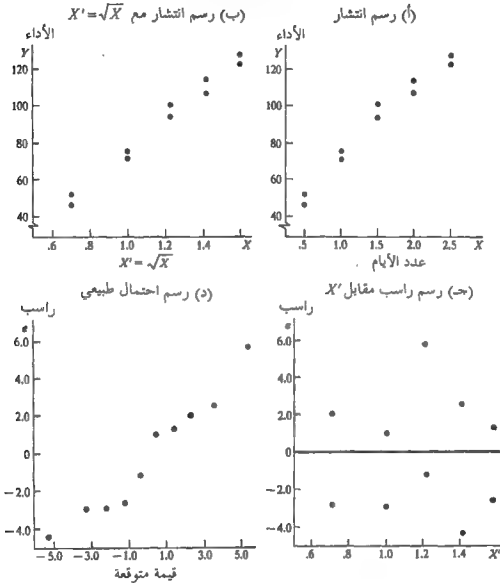 (أ) رسم انتشار
الأداء
Y
120
100
80
60
40
.5 1.0 1.5 2.0 2.5 X
عدد الأيام
(ب) رسم انتشار مع X' = √X
الأداء
Y
120
100
80
60
40
.6 .8 1.0 1.2 1.4 X
X' = √X
(جـ) رسم راسب مقابل X'
راسب
e
6.0
4.0
2.0
0
−2.0
−4.0
.6 .8 1.0 1.2 1.4 X'
(د) رسم احتمال طبيعي
راسب
e
6.0
4.0
2.0
0
−2.0
−4.0
−5.0 −3.0 −1.0 1.0 3.0 5.0
قيمة متوقعة